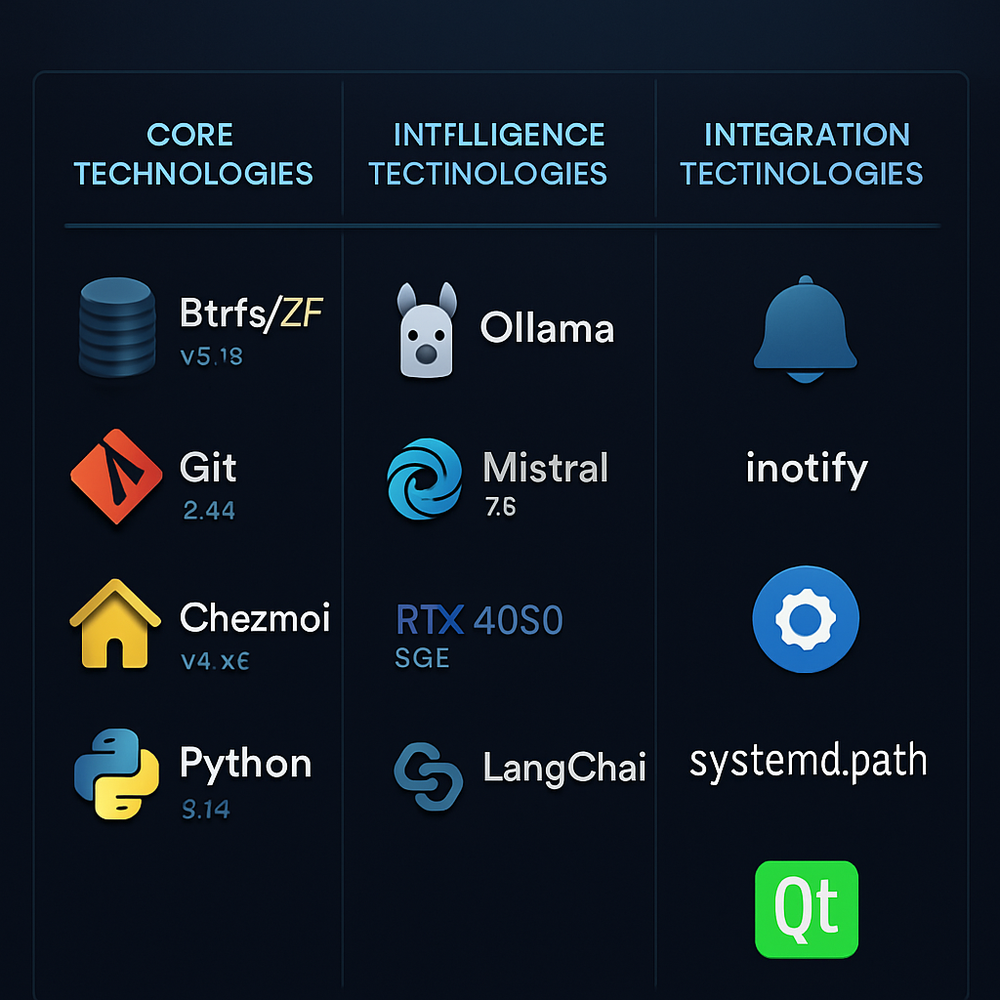 CORE
TECHNOLOGIES
INTFLLIGENCE
TECTINOLOGIES
INTEGRATION
TECTINOLOGIES
Btrfs/ZF
v5.18
Git
2.44
Chezmoi
v4.x6
Python
3.14
Ollama
Mistral
7.6
RTX 40S0
SGE
LangChai
inotify
systemd.path
Qt